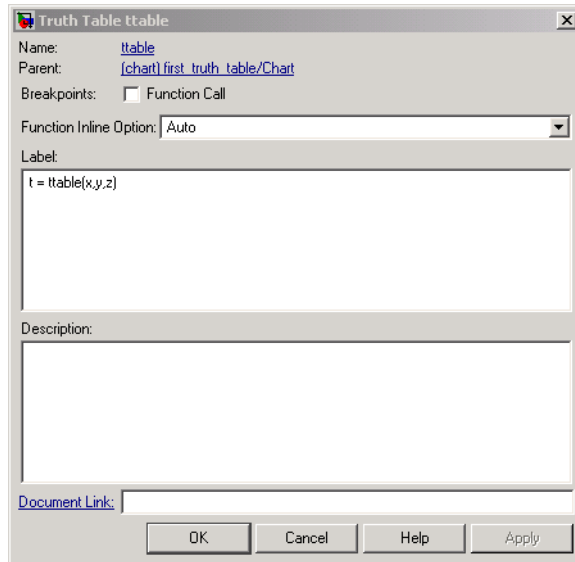 Truth Table ttable
Name: ttable
Parent: (chart) first_truth_table/Chart
Breakpoints: Function Call
Function Inline Option: Auto
Label:
t = ttable(x,y,z)
Description:
Document Link:
OK Cancel Help Apply